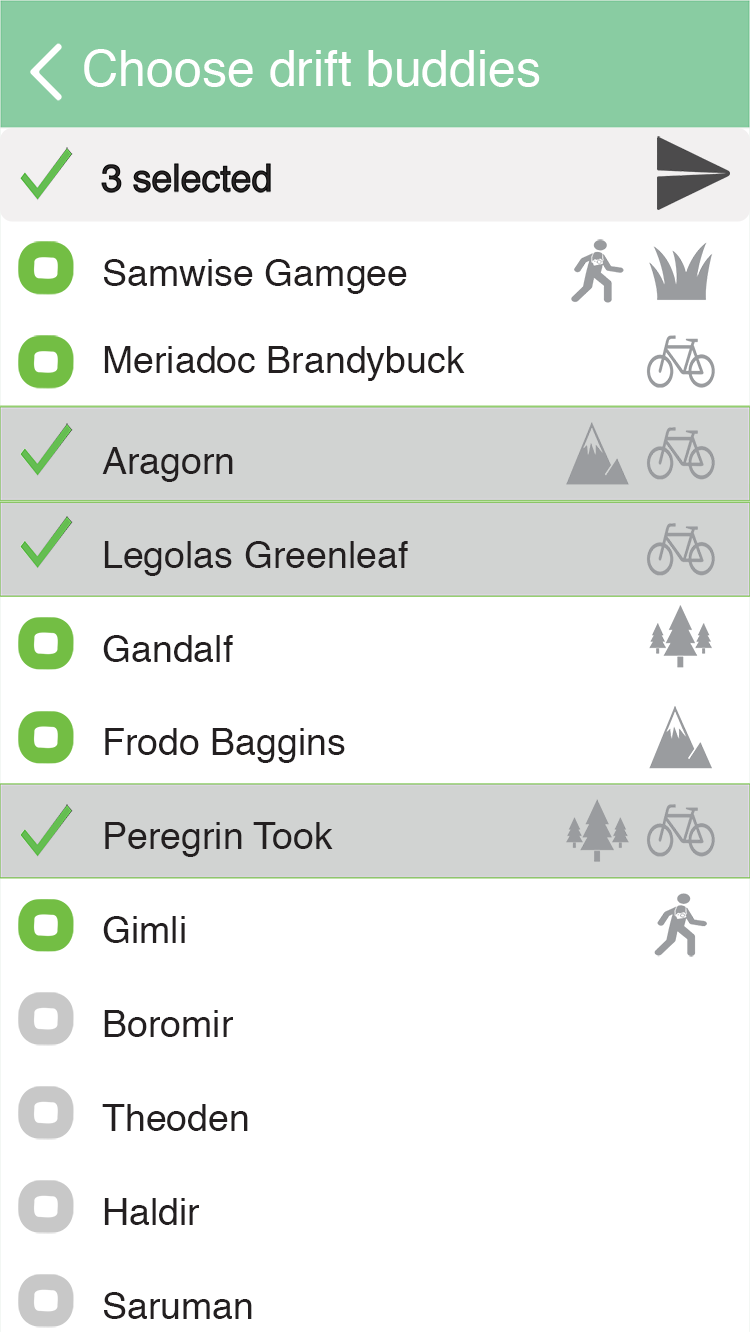 Choose drift buddies
3 selected
Samwise Gamgee
Meriadoc Brandybuck
Aragorn
Legolas Greenleaf
Gandalf
Frodo Baggins
Peregrin Took
Gimli
Boromir
Theoden
Haldir
Saruman